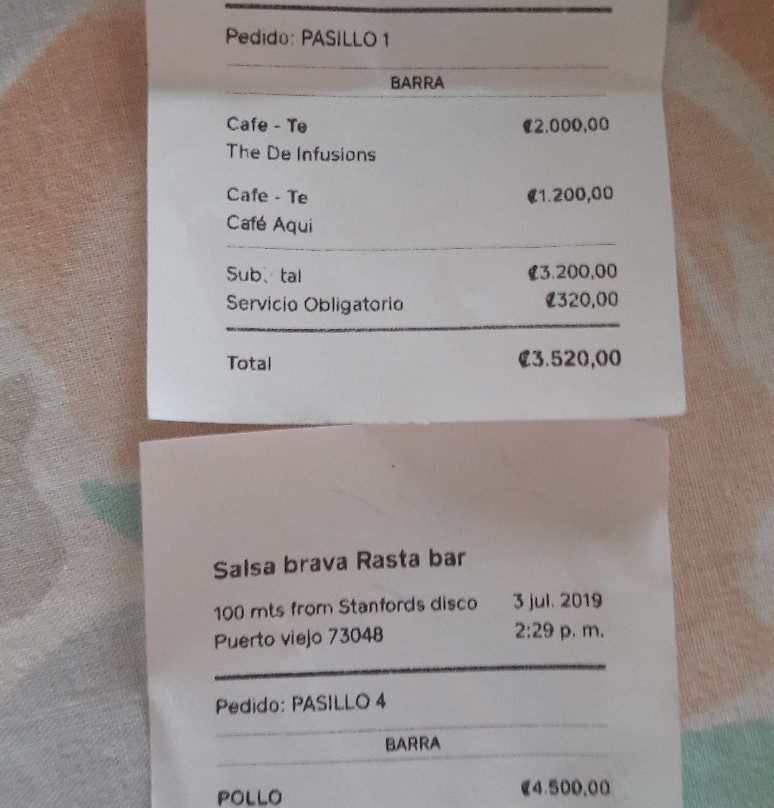 Pedido: PASILLO 1
BARRA
Cafe - Te ₡2.000,00
The De Infusions
Cafe - Te ₡1.200,00
Café Aqui
Sub tal ₡3.200,00
Servicio Obligatorio ₡320,00
Total ₡3.520,00
Salsa brava Rasta bar
100 mts from Stanfords disco 3 jul. 2019
Puerto viejo 73048 2:29 p. m.
Pedido: PASILLO 4
BARRA
POLLO ₡4.500,00